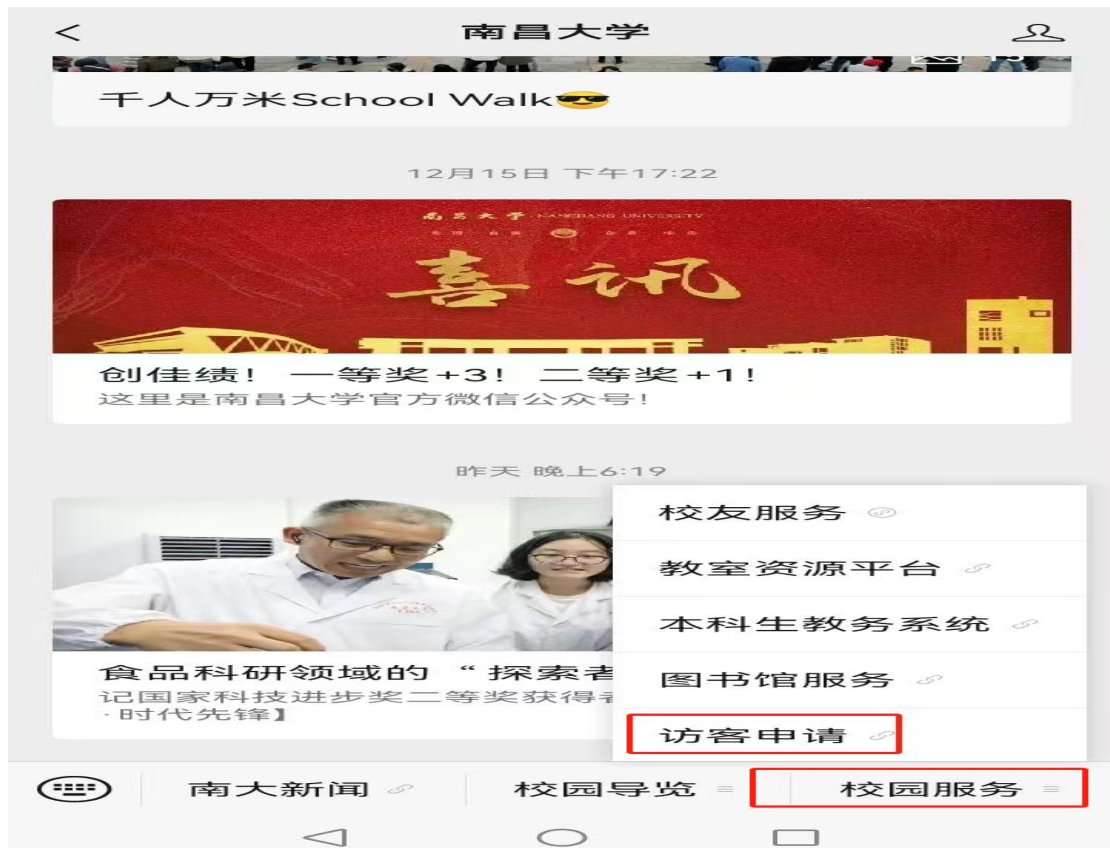 南昌大学
千人万米School Walk
12月15日 下午17:22
南昌大学 NANCHANG UNIVERSITY
喜讯
创佳绩! 一等奖+3! 二等奖+1!
这里是南昌大学官方微信公众号!
昨天 晚上6:19
食品科研领域的“探索者
记国家科技进步奖二等奖获得者
·时代先锋】
校友服务
教室资源平台
本科生教务系统
图书馆服务
访客申请
南大新闻
校园导览
校园服务